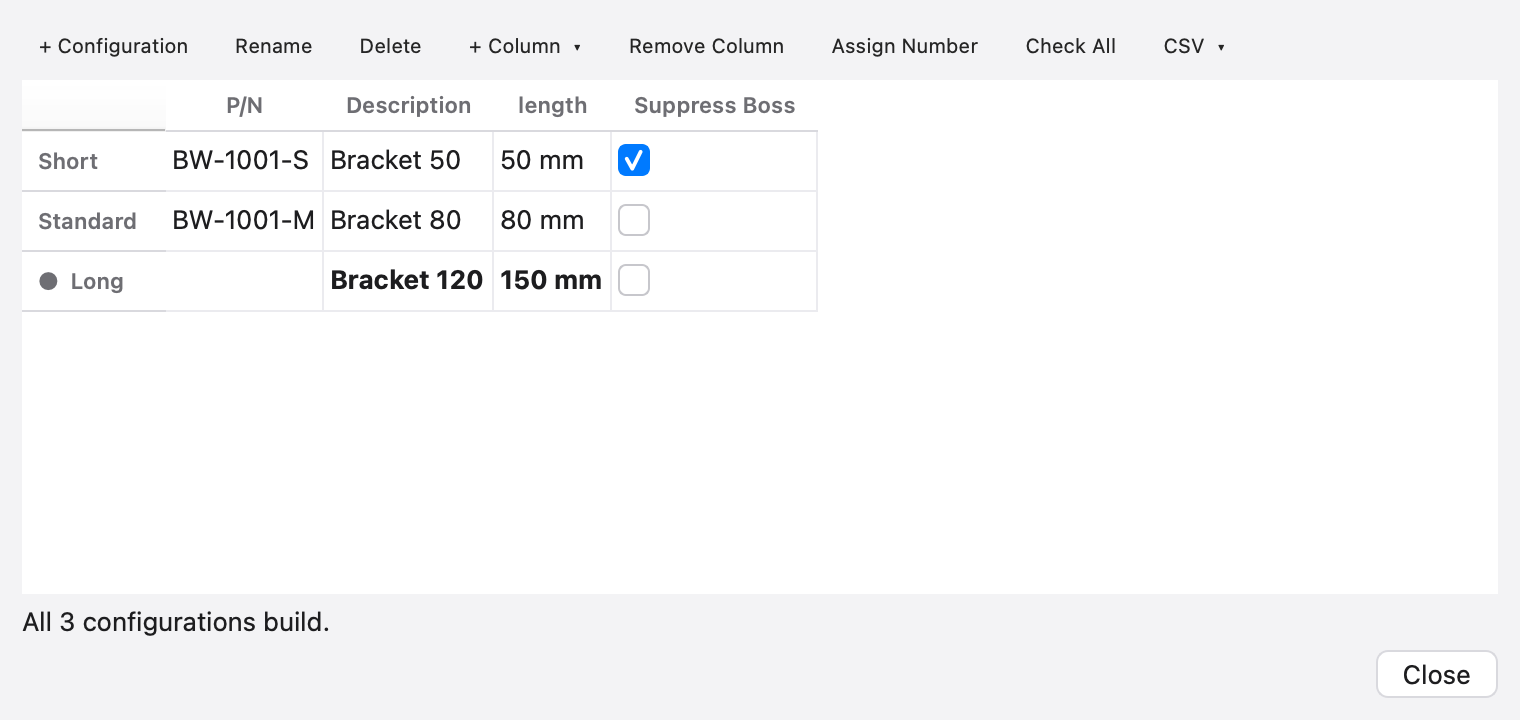 + Configuration Rename Delete + Column ▾ Remove Column Assign Number Check All CSV ▾
P/N Description length Suppress Boss
Short BW-1001-S Bracket 50 50 mm
Standard BW-1001-M Bracket 80 80 mm
Long Bracket 120 150 mm
All 3 configurations build.
Close